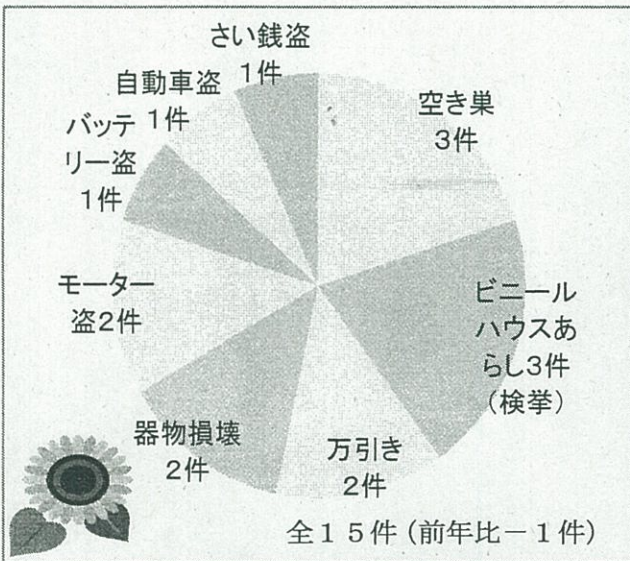 さい銭盗
1件
自動車盗
1件
バッテ
リー盗
1件
空き巣
3件
モーター
盗2件
ビニール
ハウスあ
らし3件
（検挙）
器物損壊
2件
万引き
2件
全１５件（前年比－１件）